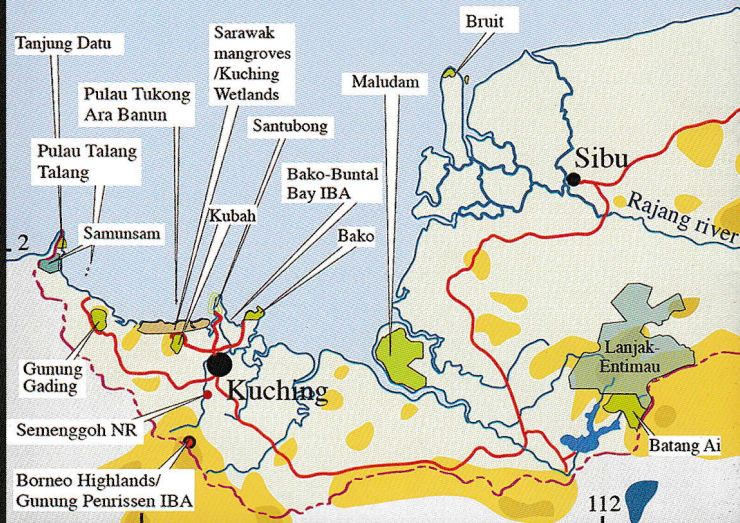 Tanjung Datu
Pulau Tukong
Ara Banun
Pulau Talang
Talang
Samunsam
Sarawak
mangroves
/Kuching
Wetlands
Santubong
Kubah
Bako-Buntal
Bay IBA
Bako
Maludam
Bruit
Sibu
Rajang river
2
Gunung
Gading
Kuching
Semenggoh NR
Borneo Highlands/
Gunung Penrissen IBA
Lanjak-
Entimau
Batang Ai
112